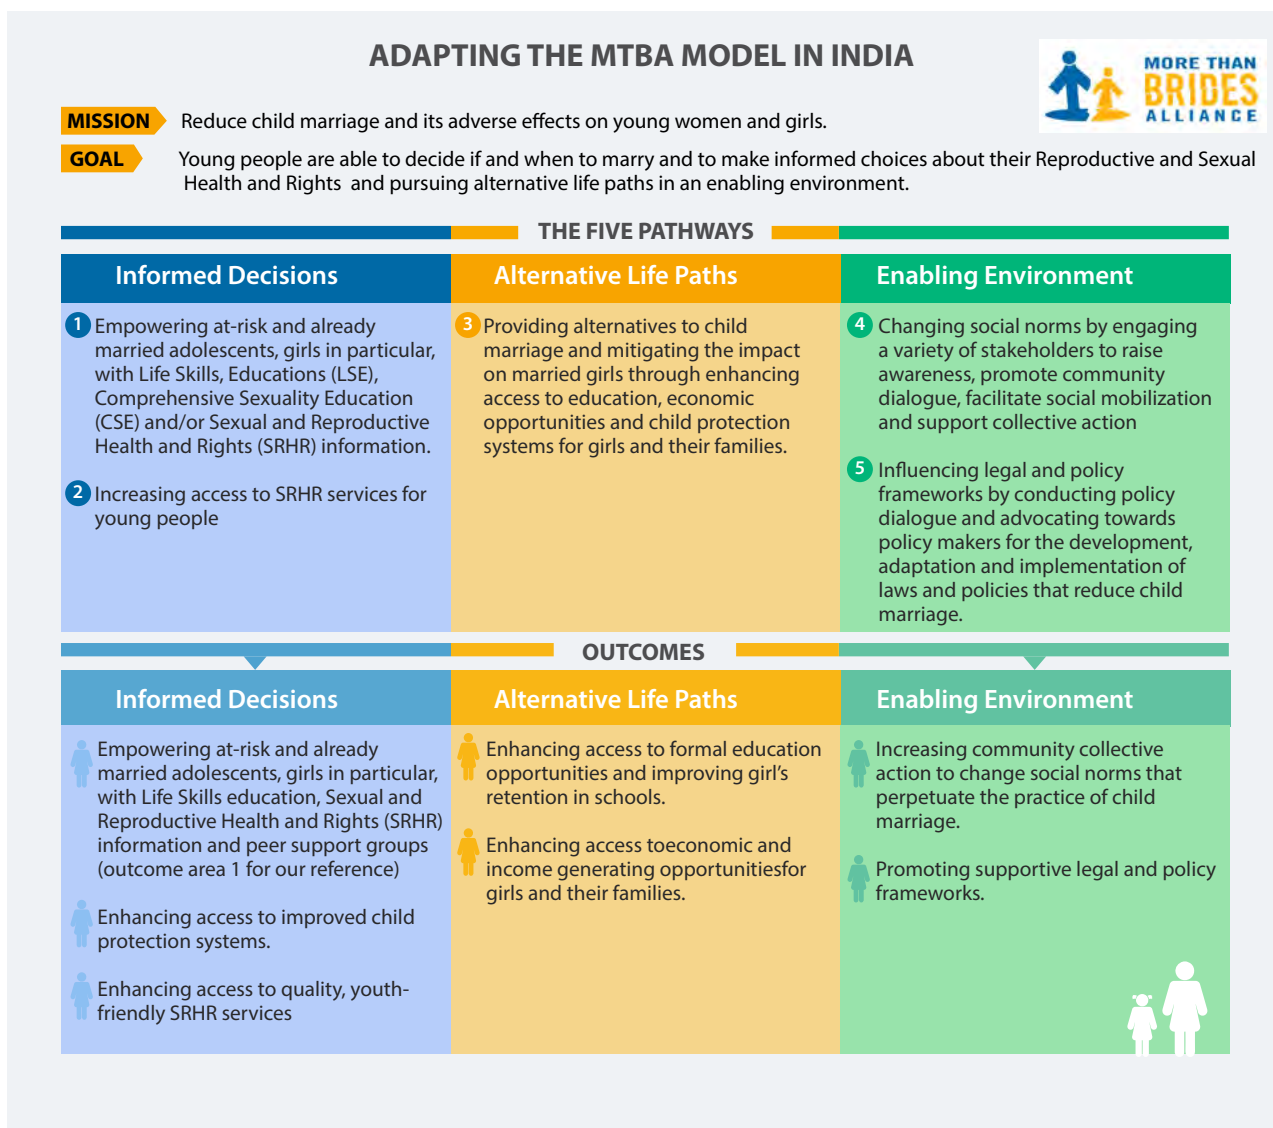 ADAPTING THE MTBA MODEL IN INDIA
MORE THAN
BRIDES
ALLIANCE
MISSION Reduce child marriage and its adverse effects on young women and girls.
GOAL Young people are able to decide if and when to marry and to make informed choices about their Reproductive and Sexual
Health and Rights and pursuing alternative life paths in an enabling environment.
THE FIVE PATHWAYS
Informed Decisions
1 Empowering at-risk and already
married adolescents, girls in particular,
with Life Skills, Educations (LSE),
Comprehensive Sexuality Education
(CSE) and/or Sexual and Reproductive
Health and Rights (SRHR) information.
2 Increasing access to SRHR services for
young people
Alternative Life Paths
3 Providing alternatives to child
marriage and mitigating the impact
on married girls through enhancing
access to education, economic
opportunities and child protection
systems for girls and their families.
Enabling Environment
4 Changing social norms by engaging
a variety of stakeholders to raise
awareness, promote community
dialogue, facilitate social mobilization
and support collective action
5 Influencing legal and policy
frameworks by conducting policy
dialogue and advocating towards
policy makers for the development,
adaptation and implementation of
laws and policies that reduce child
marriage.
OUTCOMES
Informed Decisions
Empowering at-risk and already
married adolescents, girls in particular,
with Life Skills education, Sexual and
Reproductive Health and Rights (SRHR)
information and peer support groups
(outcome area 1 for our reference)
Enhancing access to improved child
protection systems.
Enhancing access to quality, youth-
friendly SRHR services
Alternative Life Paths
Enhancing access to formal education
opportunities and improving girl's
retention in schools.
Enhancing access toeconomic and
income generating opportunitiesfor
girls and their families.
Enabling Environment
Increasing community collective
action to change social norms that
perpetuate the practice of child
marriage.
Promoting supportive legal and policy
frameworks.